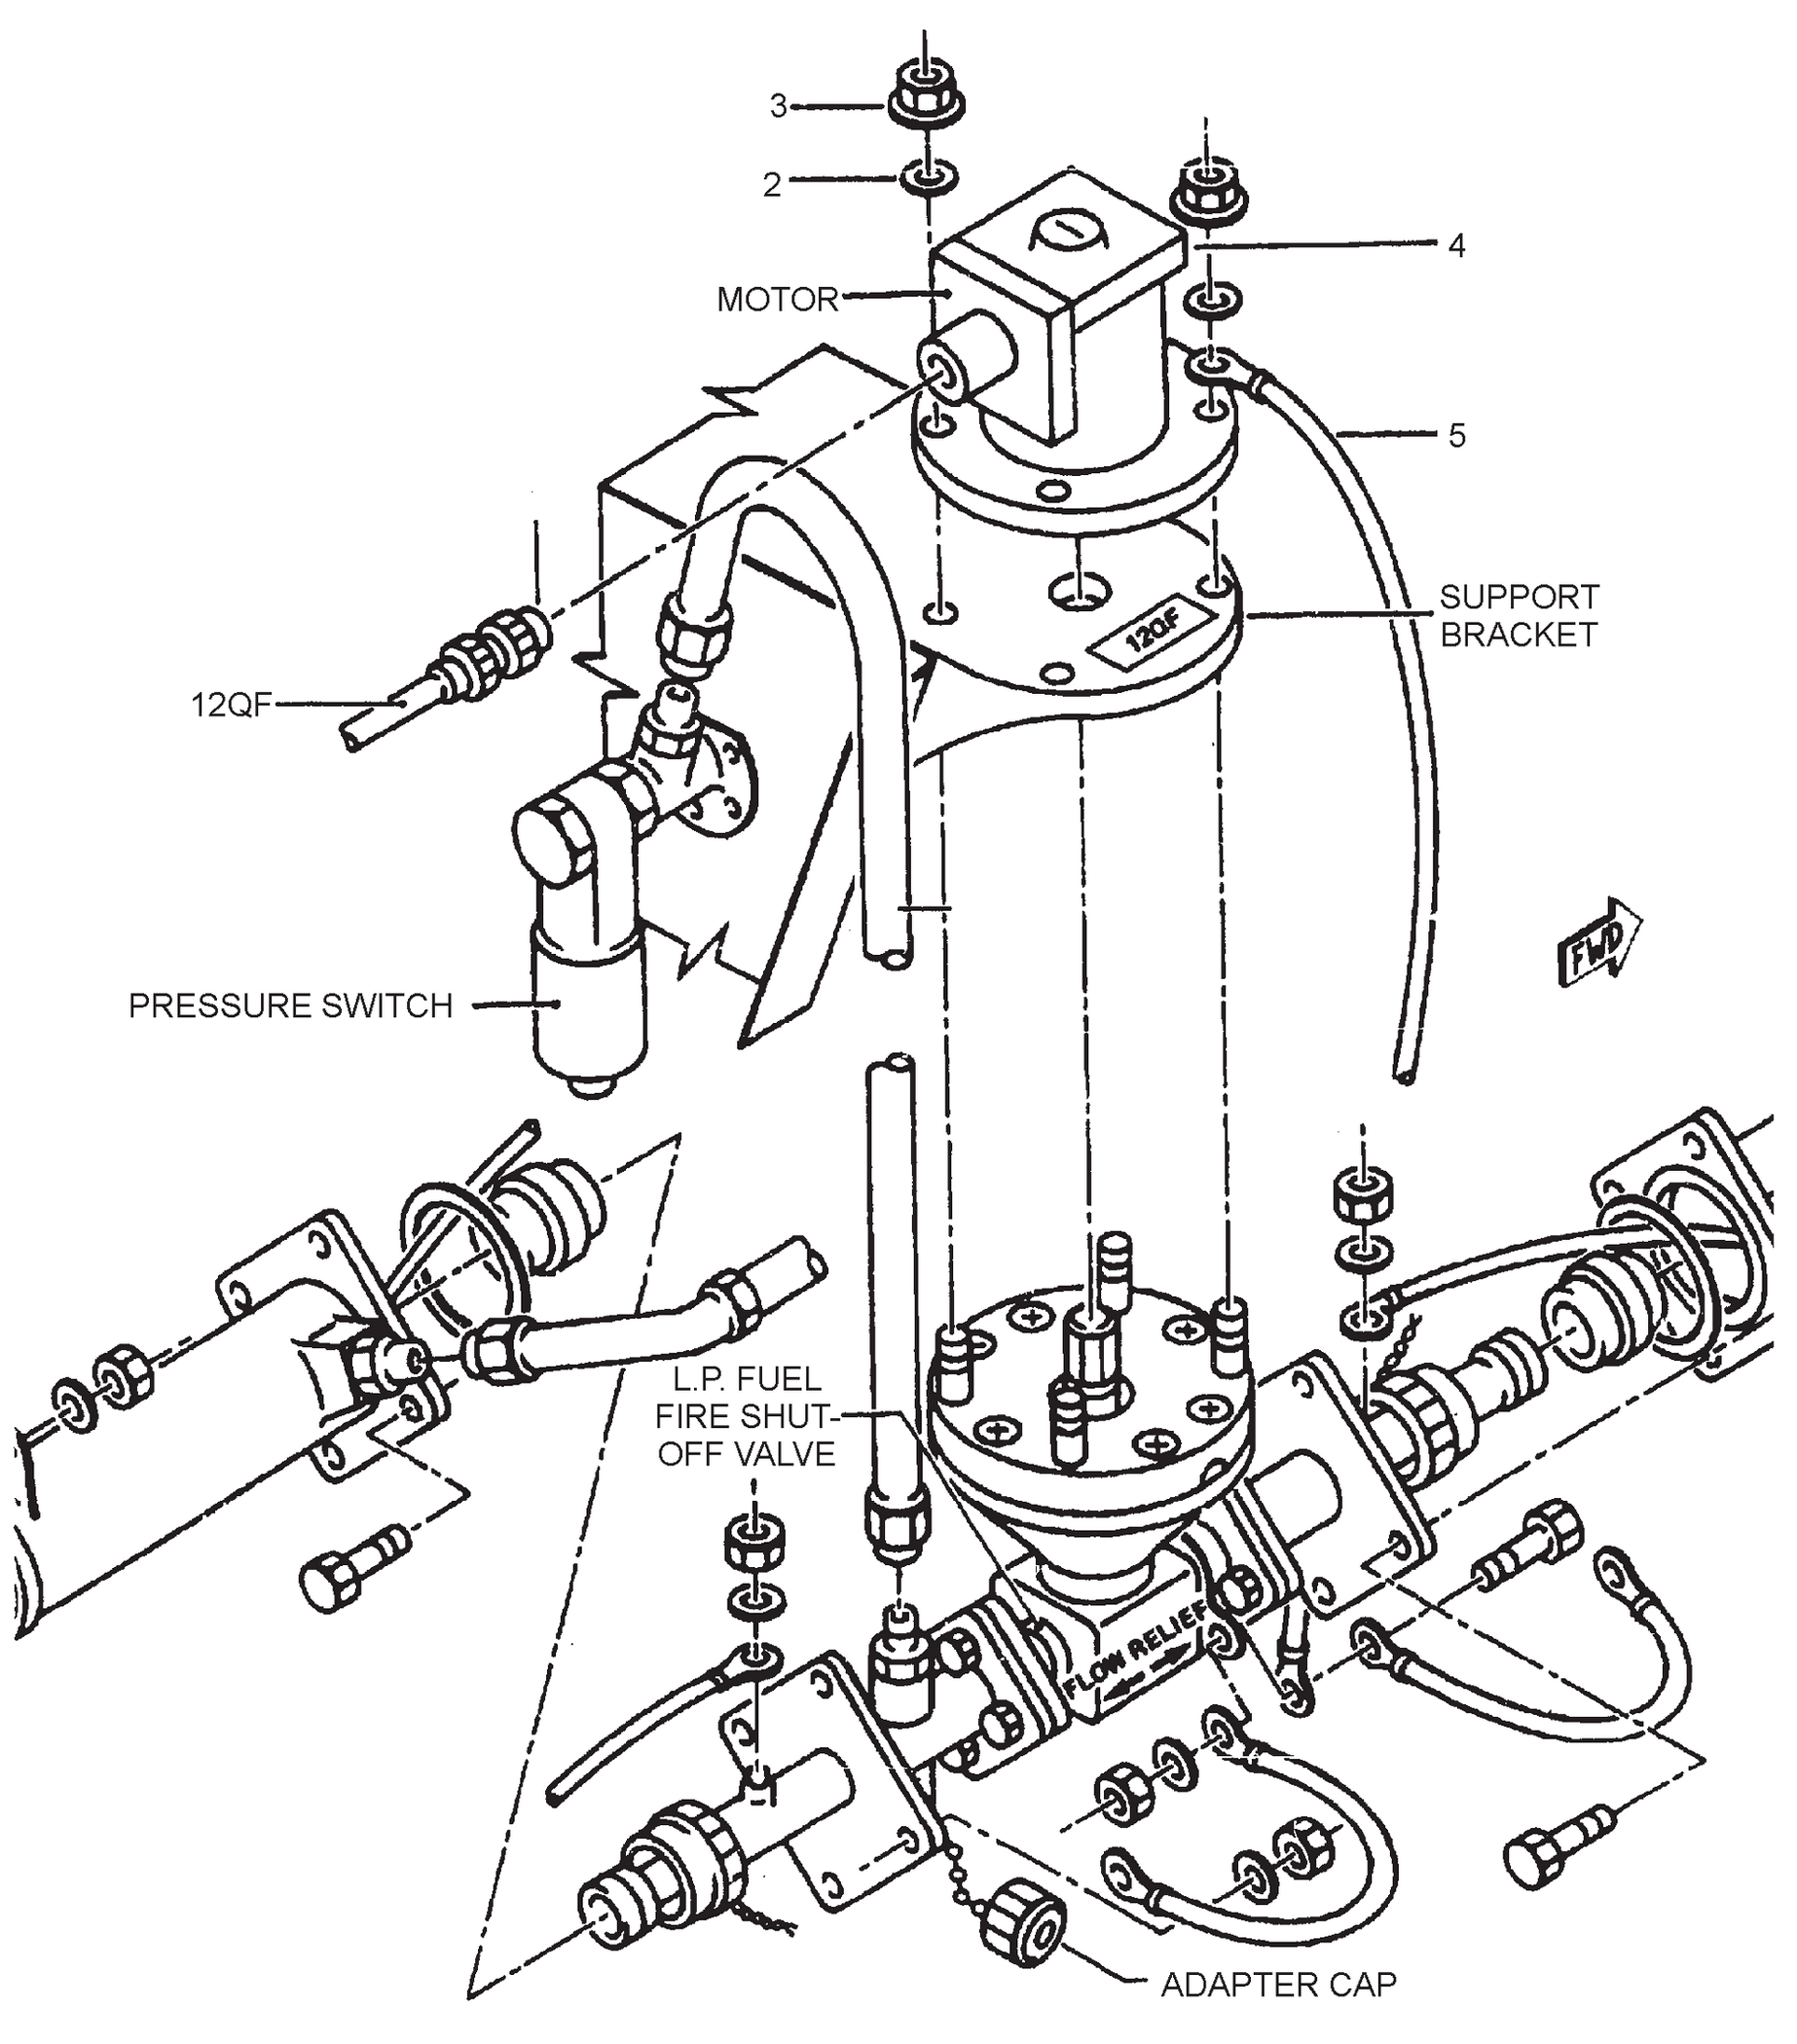 3
2
4
MOTOR
5
SUPPORT
BRACKET
12QF
12QF
PRESSURE SWITCH
FWD
L.P. FUEL
FIRE SHUT-
OFF VALVE
FLOW RELIEF
ADAPTER CAP